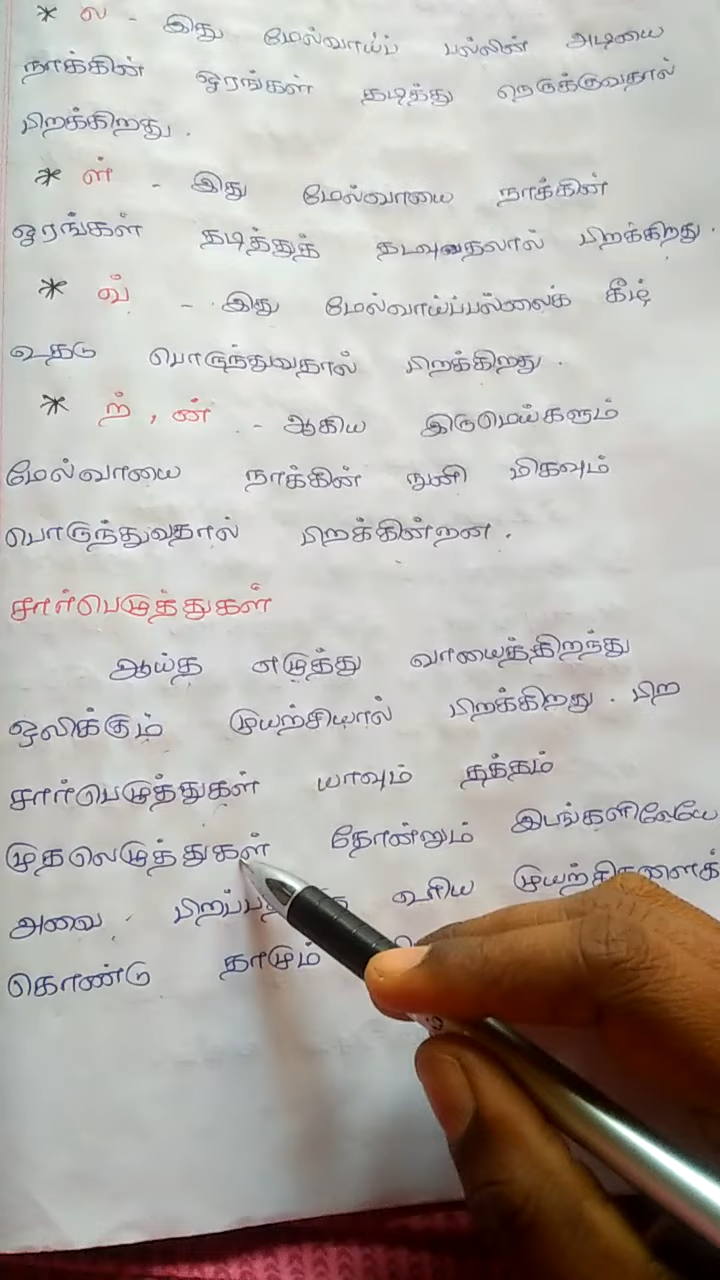 * ல - இது மேல்வாய்ப் பல்லின் அடியை
நாக்கின் ஓரங்கள் தடித்து நெருக்குவதால்
பிறக்கிறது.
* ள் - இது மேல்வாயை நாக்கின்
ஓரங்கள் தடித்துத் தடவுவதலால் பிறக்கிறது.
* வ் - இது மேல்வாய்ப்பல்லைக் கீழ்
உதடு பொருந்துவதால் பிறக்கிறது.
* ற், ன் - ஆகிய இருமெய்களும்
மேல்வாயை நாக்கின் நுனி மிகவும்
பொருந்துவதால் பிறக்கின்றன.
சார்பெழுத்துகள்
ஆய்த எழுத்து வாயைத்திறந்து
ஒலிக்கும் முயற்சியால் பிறக்கிறது. பிற
சார்பெழுத்துகள் யாவும் தத்தம்
முதலெழுத்துகள் தோன்றும் இடங்களிலேயே
அவை உரிய முயற்சிகளைக்
கொண்டு தாமும்